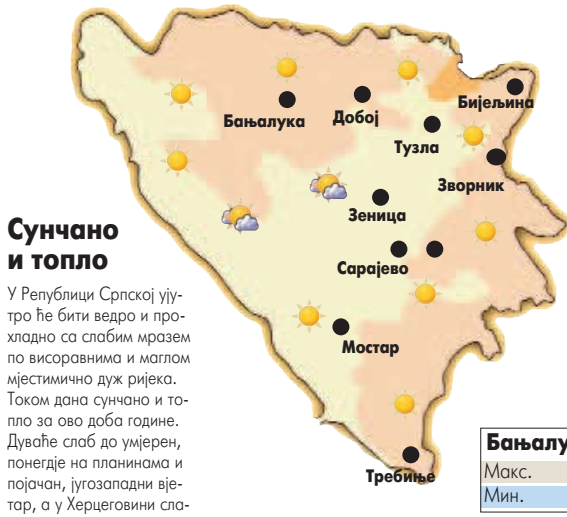 Бањалука
Добој
Бијељина
Тузла
Зворник
Зеница
Сарајево
Мостар
Требиње
Сунчано
и топло
У Републици Српској ују-
тро ће бити ведро и про-
хладно са слабим мразем
по висоравнима и маглом
мјестимично дуж ријека.
Током дана сунчано и то-
пло за ово доба године.
Дуваће слаб до умјерен,
понегдје на планинама и
појачан, југозападни вје-
тар, а у Херцеговини сла-
Бањалу
Макс.
Мин.